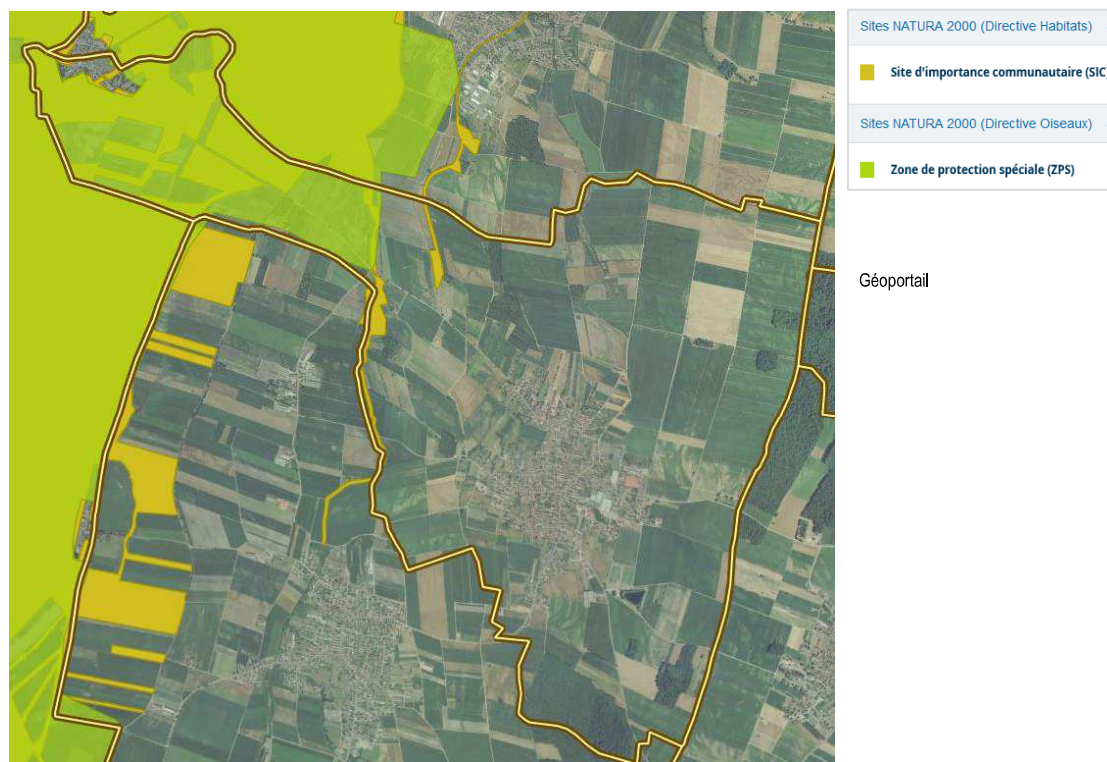 Sites NATURA 2000 (Directive Habitats)
Site d'importance communautaire (SIC)
Sites NATURA 2000 (Directive Oiseaux)
Zone de protection spéciale (ZPS)
Géoportail